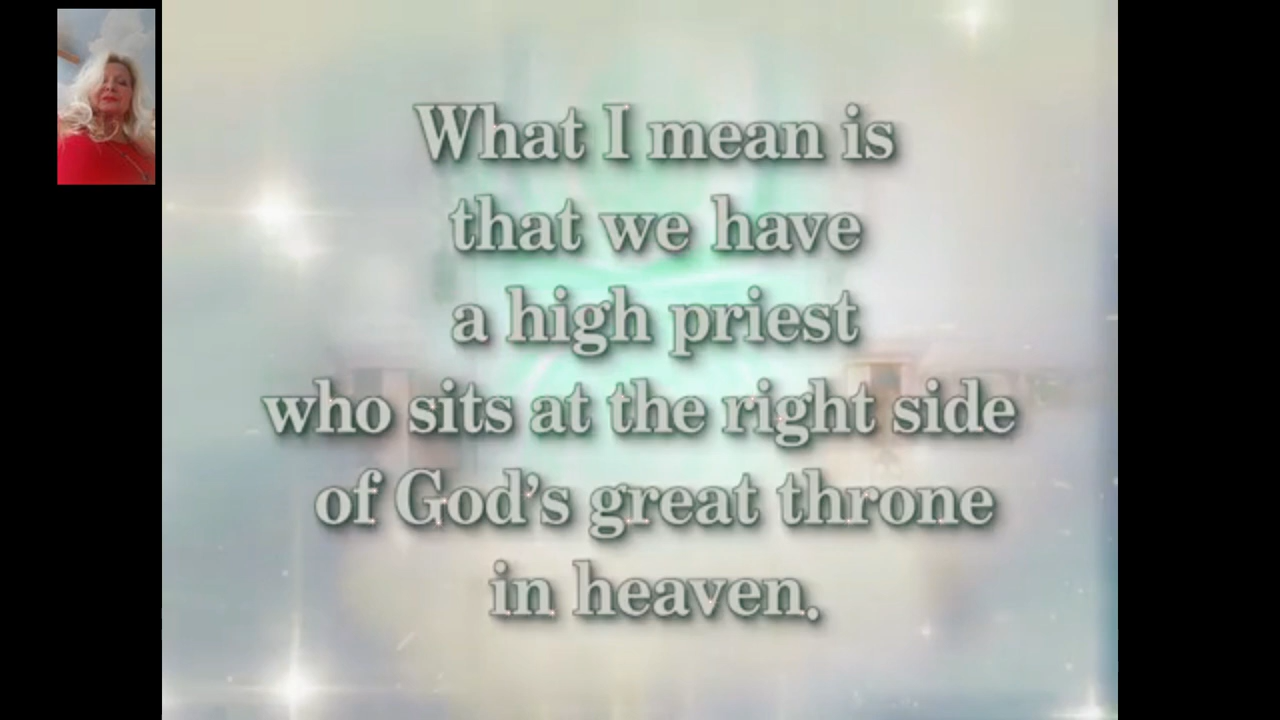 What I mean is
that we have
a high priest
who sits at the right side
of God’s great throne
in heaven.